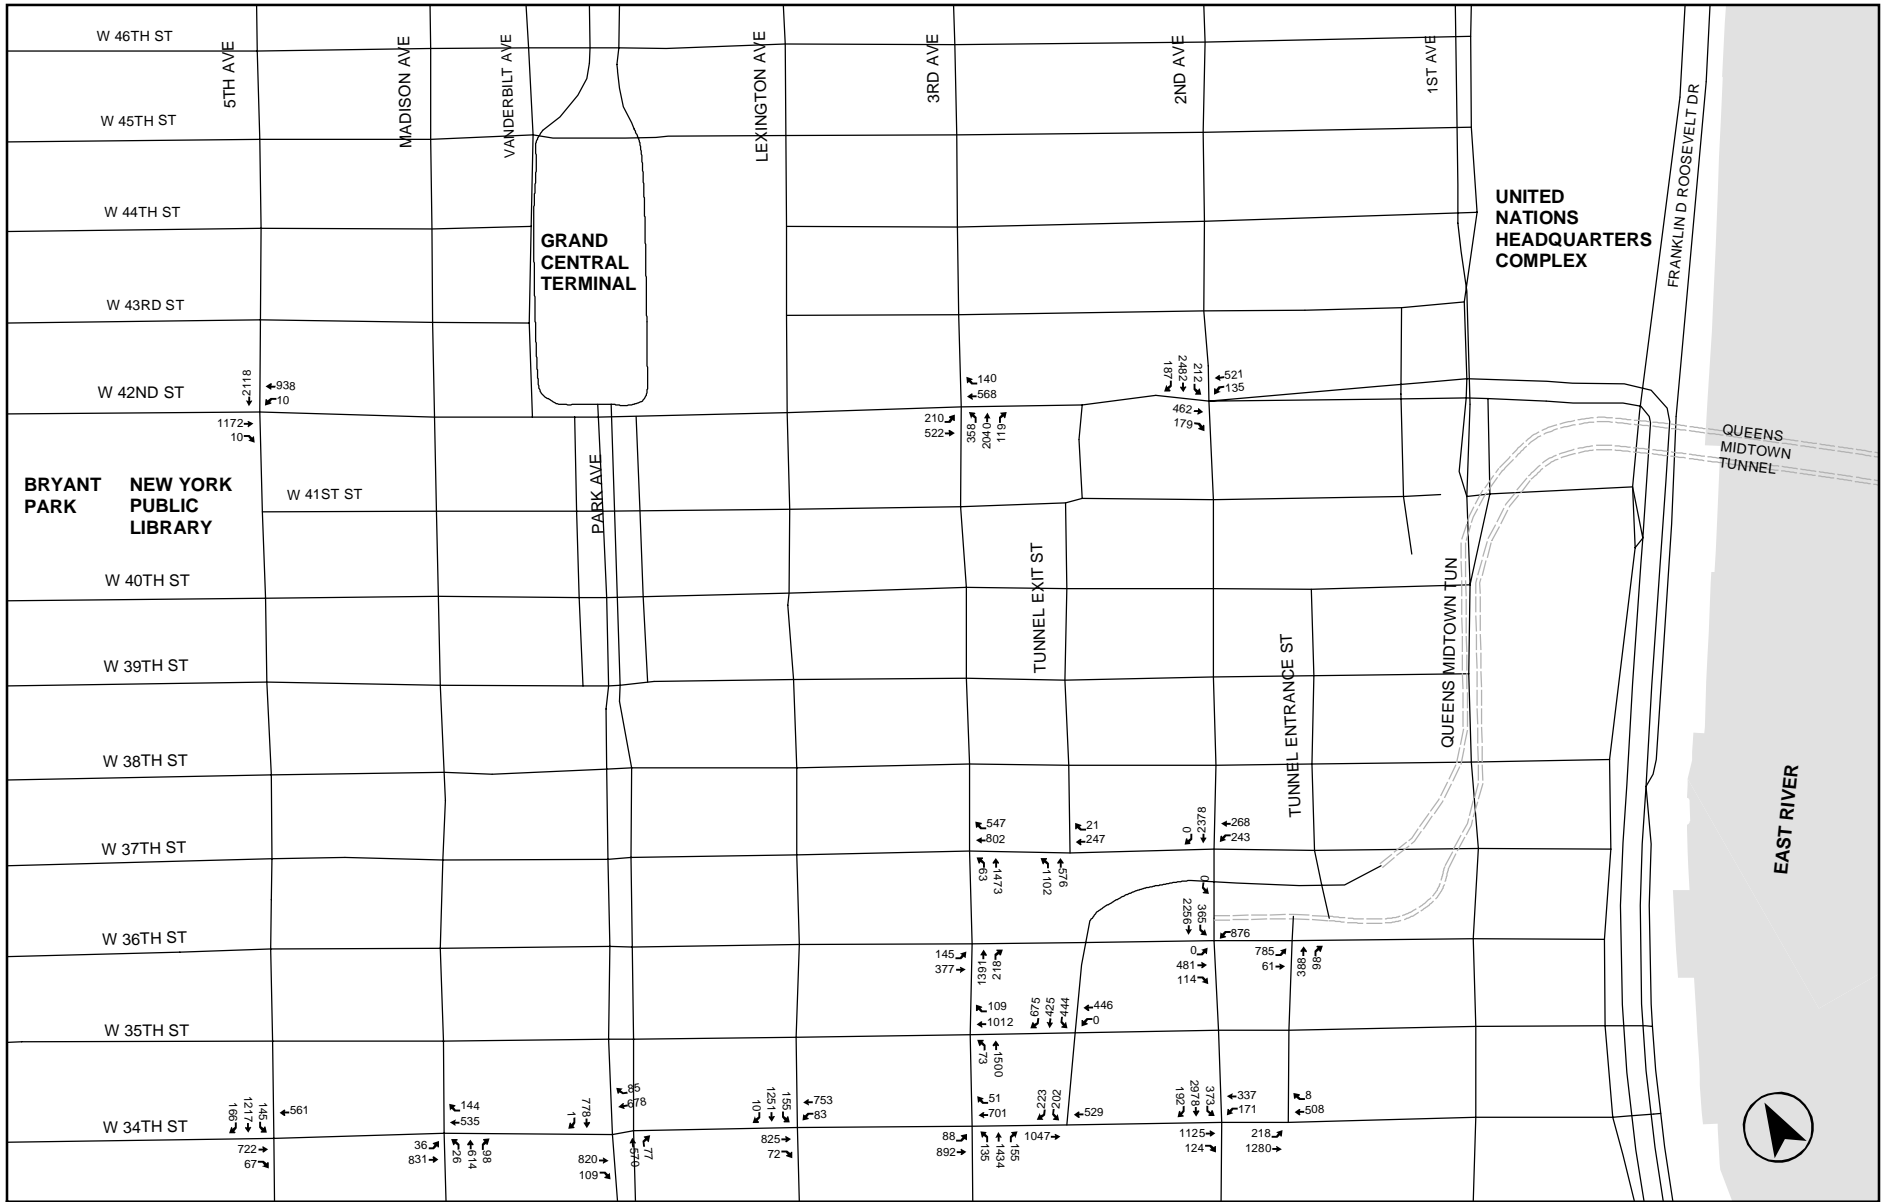 W 46TH ST
5TH AVE
MADISON AVE
VANDERBILT AVE
LEXINGTON AVE
3RD AVE
2ND AVE
1ST AVE
FRANKLIN D ROOSEVELT DR
W 45TH ST
W 44TH ST
GRAND
CENTRAL
TERMINAL
UNITED
NATIONS
HEADQUARTERS
COMPLEX
W 43RD ST
W 42ND ST
2118
938
10
1172
10
140
568
210
522
358
2040
119
187
2482
212
521
135
462
179
QUEENS
MIDTOWN
TUNNEL
BRYANT
PARK
NEW YORK
PUBLIC
LIBRARY
W 41ST ST
PARK AVE
W 40TH ST
TUNNEL EXIT ST
QUEENS MIDTOWN TUN
W 39TH ST
TUNNEL ENTRANCE ST
W 38TH ST
EAST RIVER
W 37TH ST
547
802
63
1473
21
247
1102
576
0
2378
268
243
W 36TH ST
145
377
1391
218
0
2256
365
876
0
481
114
785
61
388
98
W 35TH ST
109
1012
73
1500
675
425
444
446
0
W 34TH ST
166
1217
145
561
722
67
144
535
36
831
26
614
98
778
1
85
678
820
109
570
77
10
1251
155
753
83
825
72
51
701
88
892
135
1434
155
223
202
529
1047
192
2978
373
337
171
1125
124
8
508
218
1280